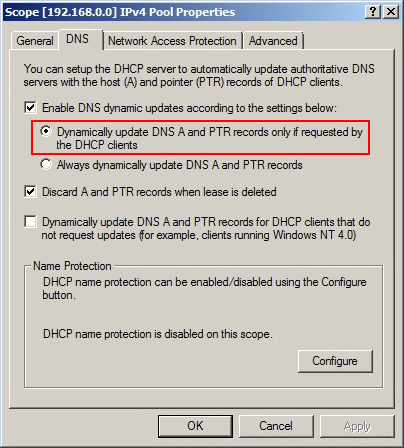 Scope [192.168.0.0] IPv4 Pool Properties
General DNS Network Access Protection Advanced
You can setup the DHCP server to automatically update authoritative DNS
servers with the host (A) and pointer (PTR) records of DHCP clients.
Enable DNS dynamic updates according to the settings below:
Dynamically update DNS A and PTR records only if requested by
the DHCP clients
Always dynamically update DNS A and PTR records
Discard A and PTR records when lease is deleted
Dynamically update DNS A and PTR records for DHCP clients that do
not request updates (for example, clients running Windows NT 4.0)
Name Protection
DHCP name protection can be enabled/disabled using the Configure
button.
DHCP name protection is disabled on this scope.
Configure
OK Cancel Apply